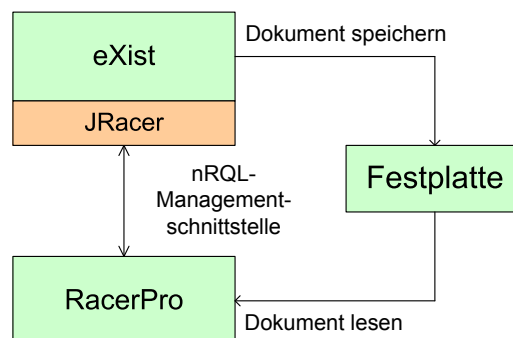 Dokument speichern
eXist
JRacer
nRQL-
Management-
schnittstelle
Festplatte
RacerPro
Dokument lesen